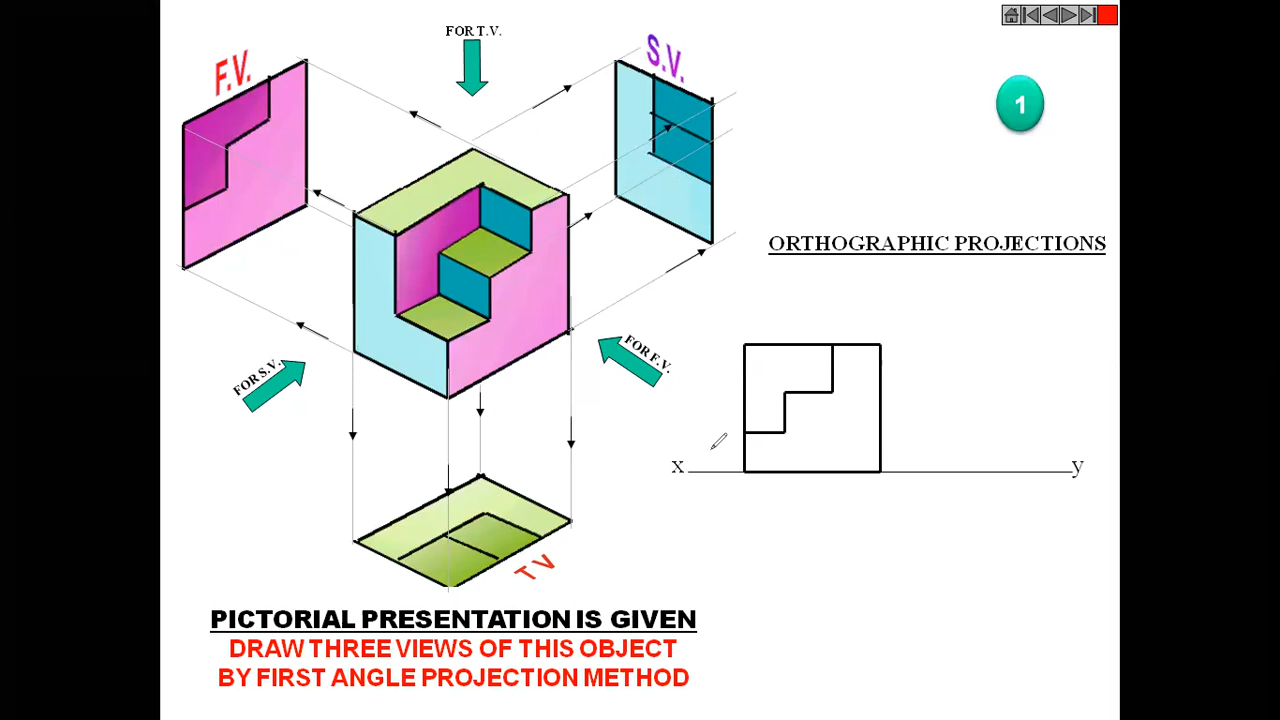 FOR T.V.
F.V.
S.V.
1
ORTHOGRAPHIC PROJECTIONS
FOR S.V.
FOR F.V.
x
y
T V
PICTORIAL PRESENTATION IS GIVEN
DRAW THREE VIEWS OF THIS OBJECT
BY FIRST ANGLE PROJECTION METHOD